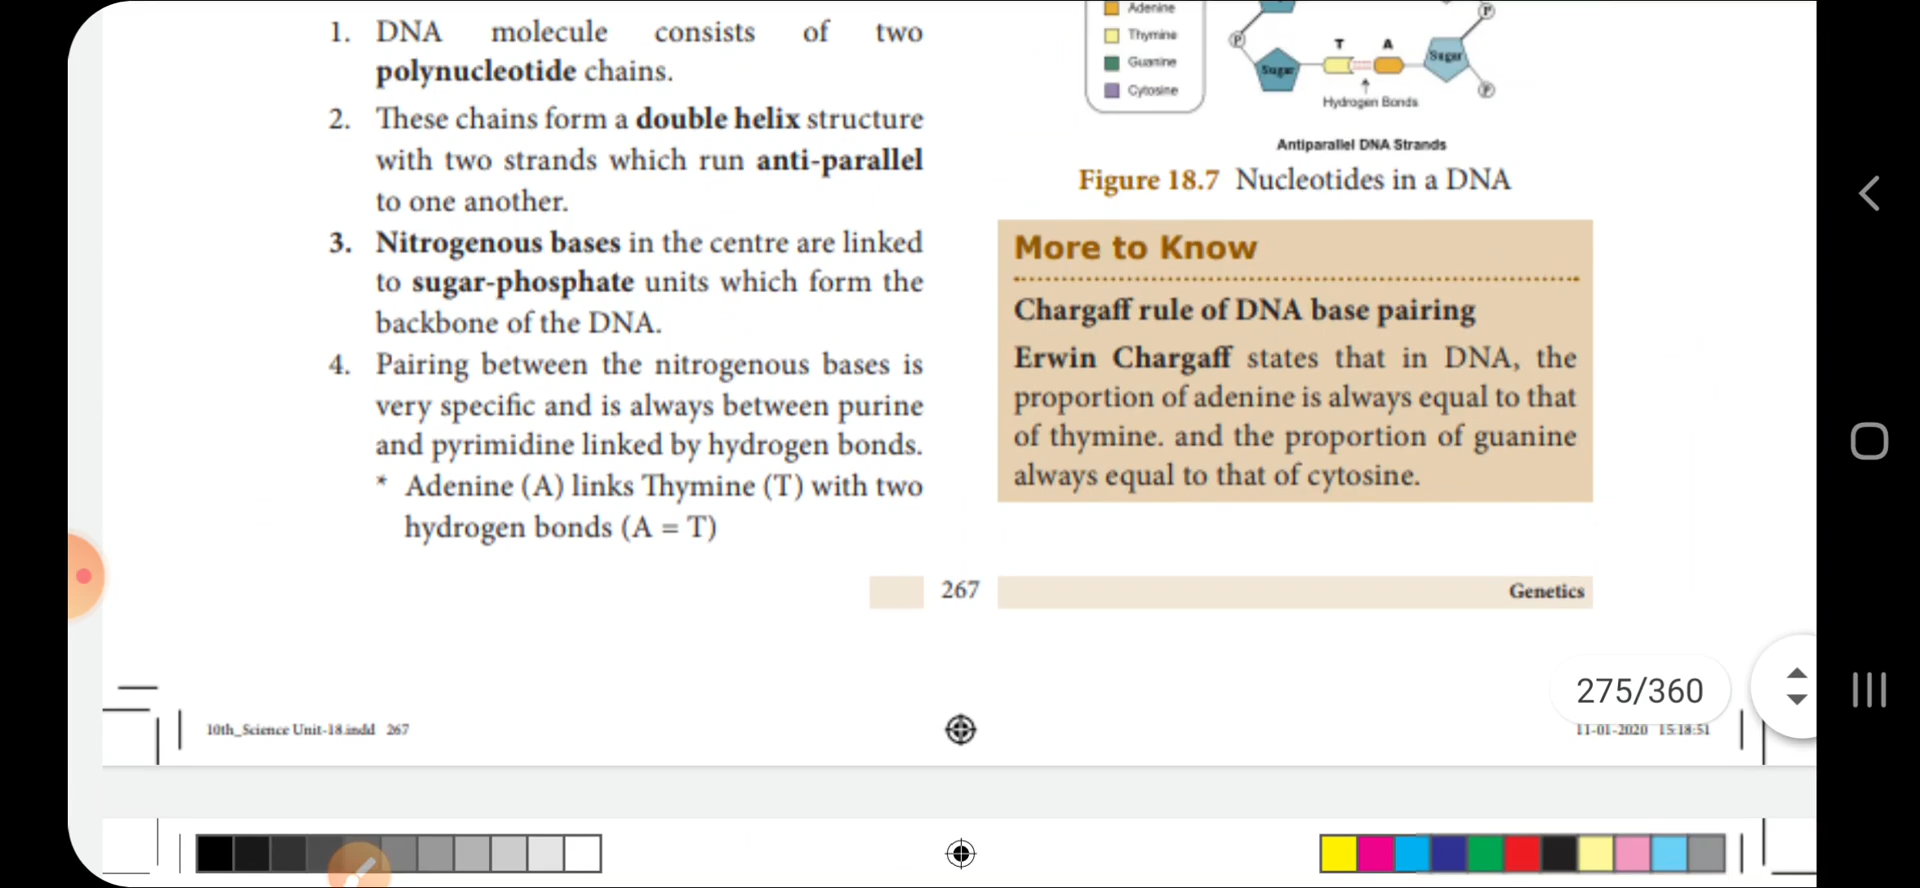 1. DNA molecule consists of two
polynucleotide chains.
2. These chains form a double helix structure
with two strands which run anti-parallel
to one another.
3. Nitrogenous bases in the centre are linked
to sugar-phosphate units which form the
backbone of the DNA.
4. Pairing between the nitrogenous bases is
very specific and is always between purine
and pyrimidine linked by hydrogen bonds.
* Adenine (A) links Thymine (T) with two
hydrogen bonds (A = T)
Adenine
Thymine
Guanine
Cytosine
P
P
T A
Sugar
Sugar
P
Hydrogen Bonds
Antiparallel DNA Strands
Figure 18.7 Nucleotides in a DNA
More to Know
Chargaff rule of DNA base pairing
Erwin Chargaff states that in DNA, the
proportion of adenine is always equal to that
of thymine. and the proportion of guanine
always equal to that of cytosine.
267
Genetics
275/360
10th_Science Unit-18.indd 267
11-01-2020 15:18:51